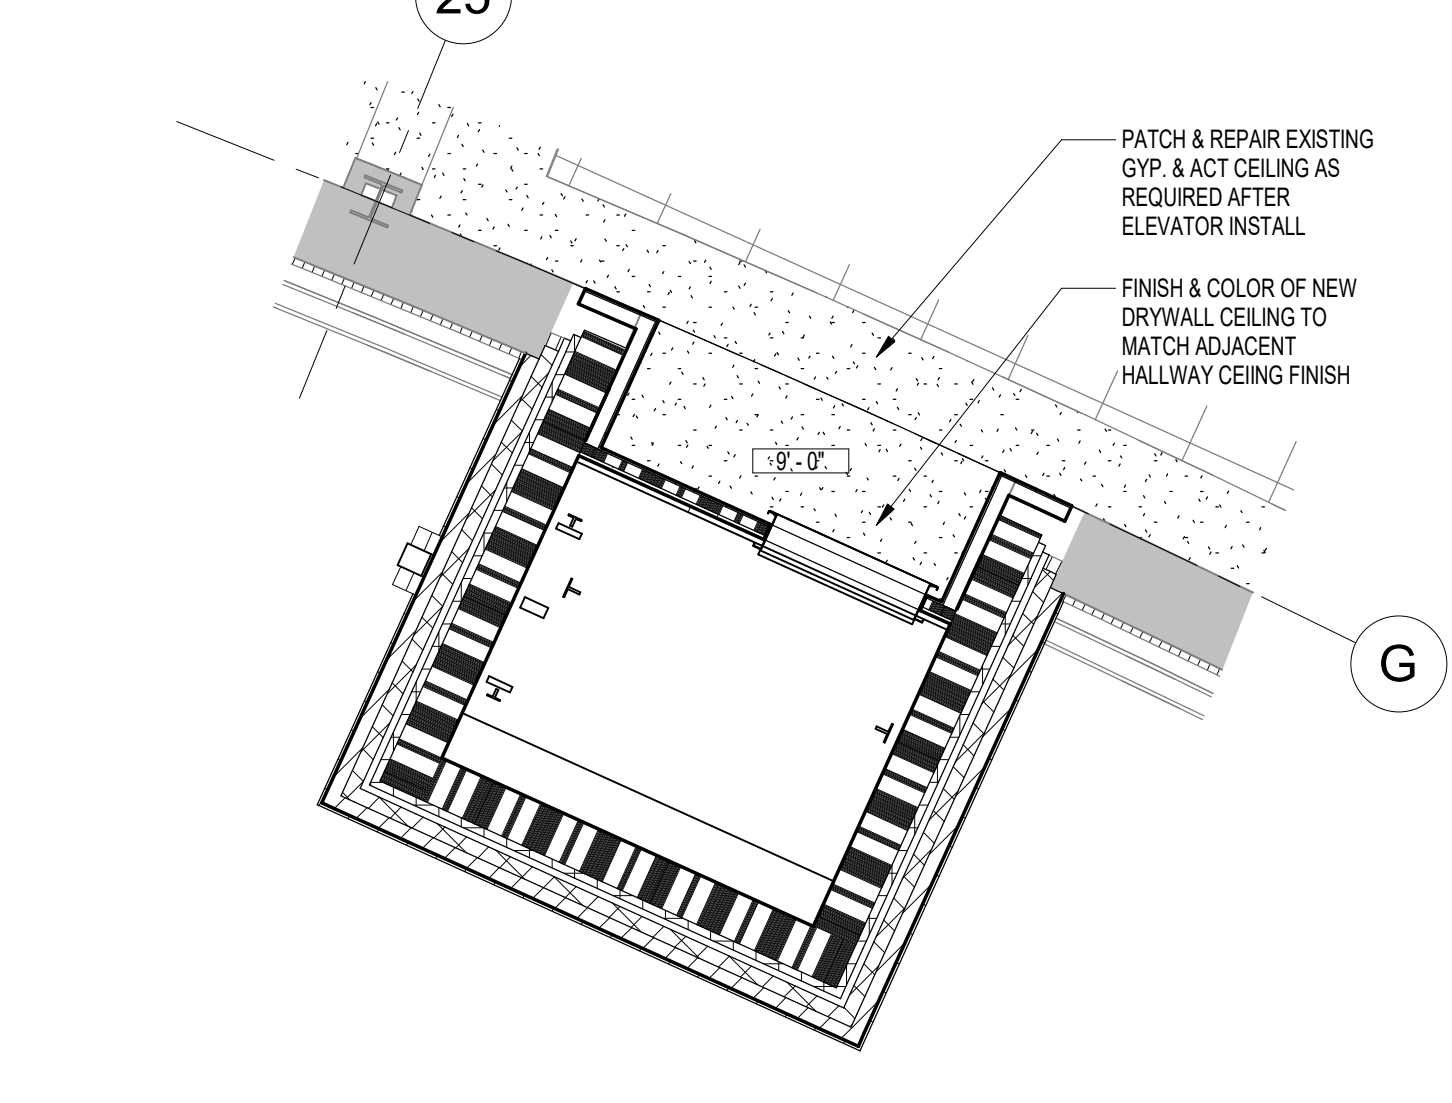 PATCH & REPAIR EXISTING
GYP. & ACT CEILING AS
REQUIRED AFTER
ELEVATOR INSTALL
FINISH & COLOR OF NEW
DRYWALL CEILING TO
MATCH ADJACENT
HALLWAY CEIING FINISH
9' - 0"
G